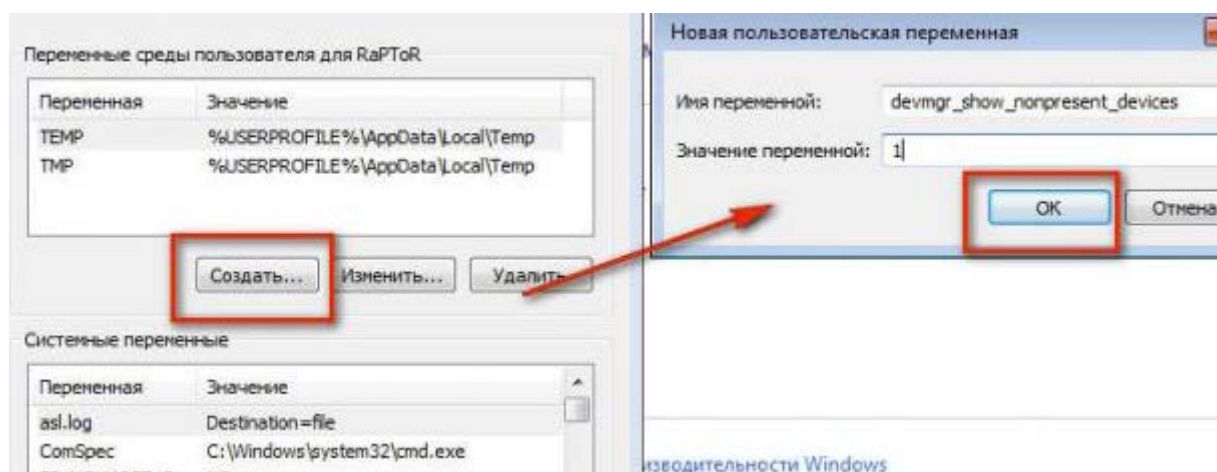 Переменные среды пользователя для RaPToR
Переменная Значение
TEMP %USERPROFILE%\AppData\Local\Temp
TMP %USERPROFILE%\AppData\Local\Temp
Создать... Изменить... Удалить
Системные переменные
Переменная Значение
asl.log Destination=file
ComSpec C:\Windows\system32\cmd.exe
Новая пользовательская переменная
Имя переменной: devmgr_show_nonpresent_devices
Значение переменной: 1
OK Отмена
изводительности Windows